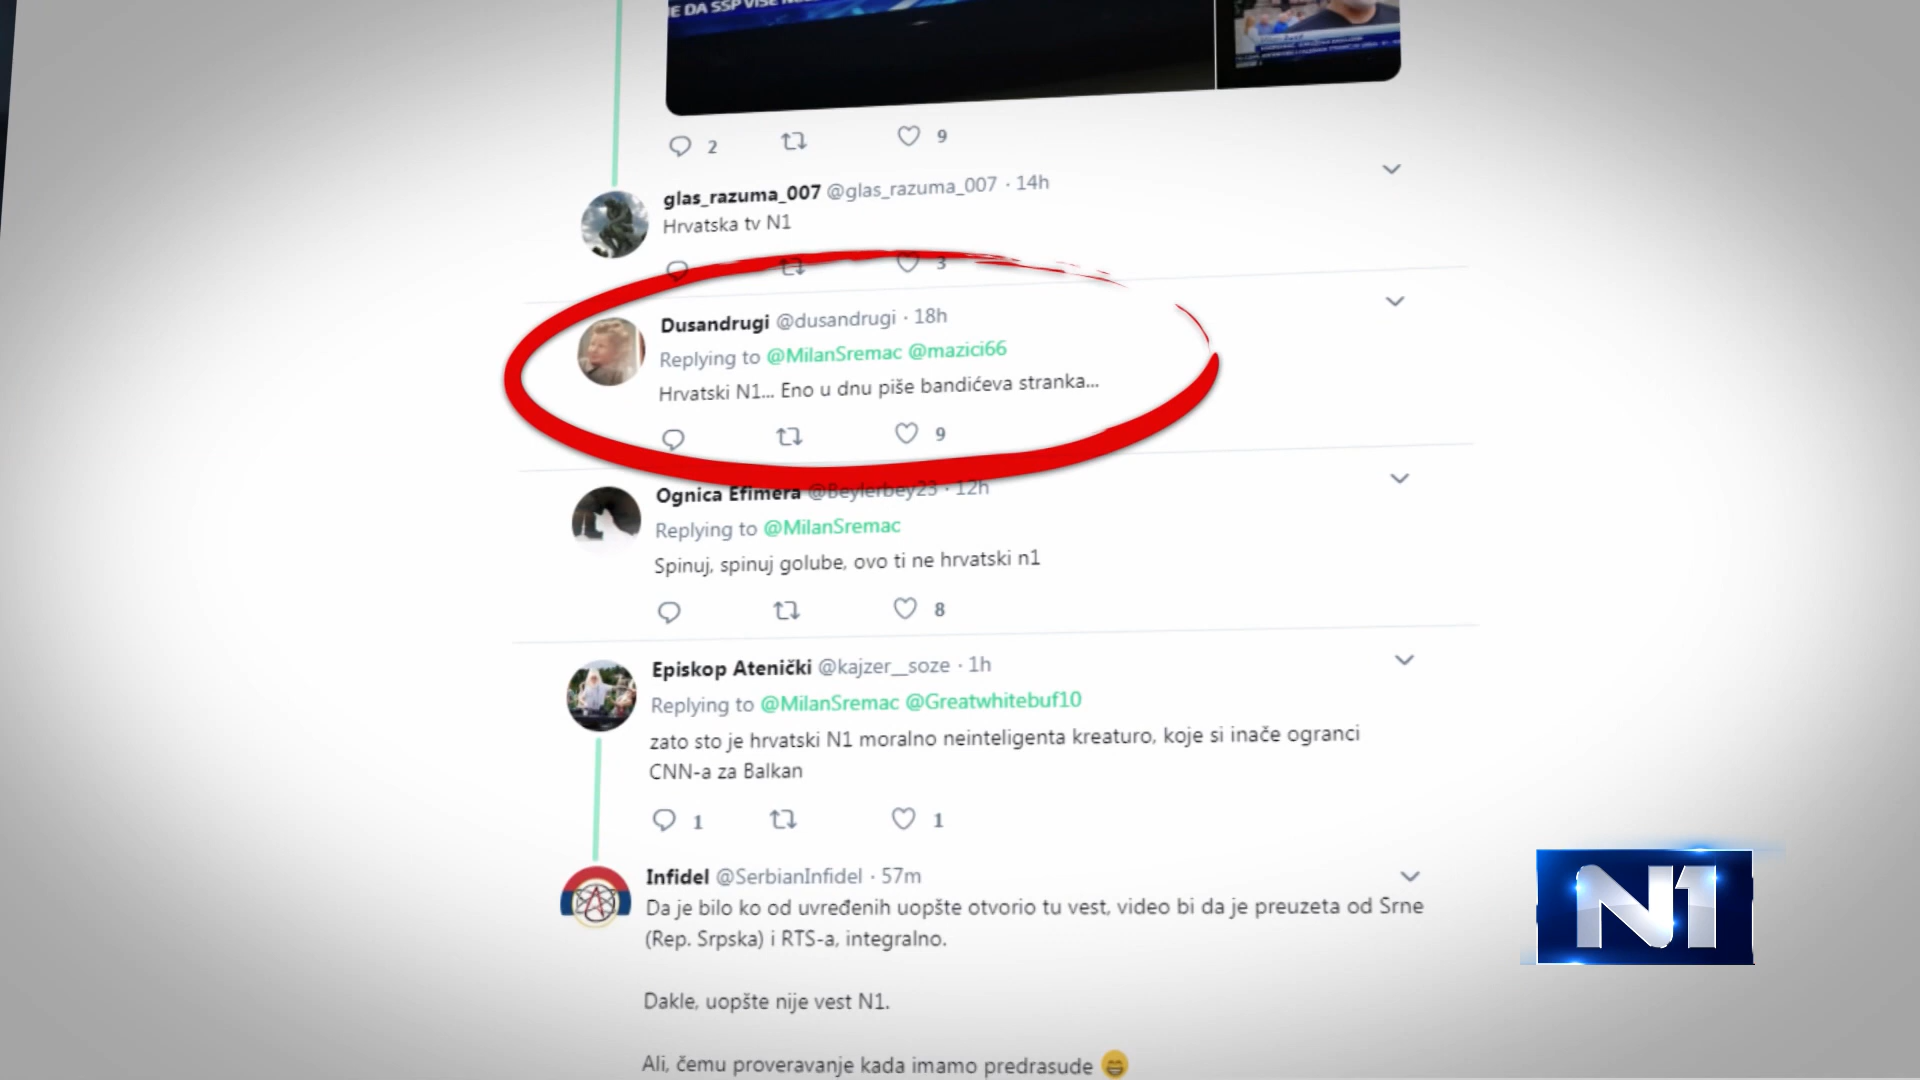 E DA SSP VIŠE
2 9
glas_razuma_007 @glas_razuma_007 · 14h
Hrvatska tv N1
3
Dusandrugi @dusandrugi · 18h
Replying to @MilanSremac @mazici66
Hrvatski N1... Eno u dnu piše bandićeva stranka...
9
Ognica Efimera @Beylerbey23 · 12h
Replying to @MilanSremac
Spinuj, spinuj golube, ovo ti ne hrvatski n1
8
Episkop Atenički @kajzer__soze · 1h
Replying to @MilanSremac @Greatwhitebuf10
zato sto je hrvatski N1 moralno neinteligenta kreaturo, koje si inače ogranci
CNN-a za Balkan
1 1
Infidel @SerbianInfidel · 57m
Da je bilo ko od uvređenih uopšte otvorio tu vest, video bi da je preuzeta od Srne
(Rep. Srpska) i RTS-a, integralno.
Dakle, uopšte nije vest N1.
Ali, čemu proveravanje kada imamo predrasude 😁
N1